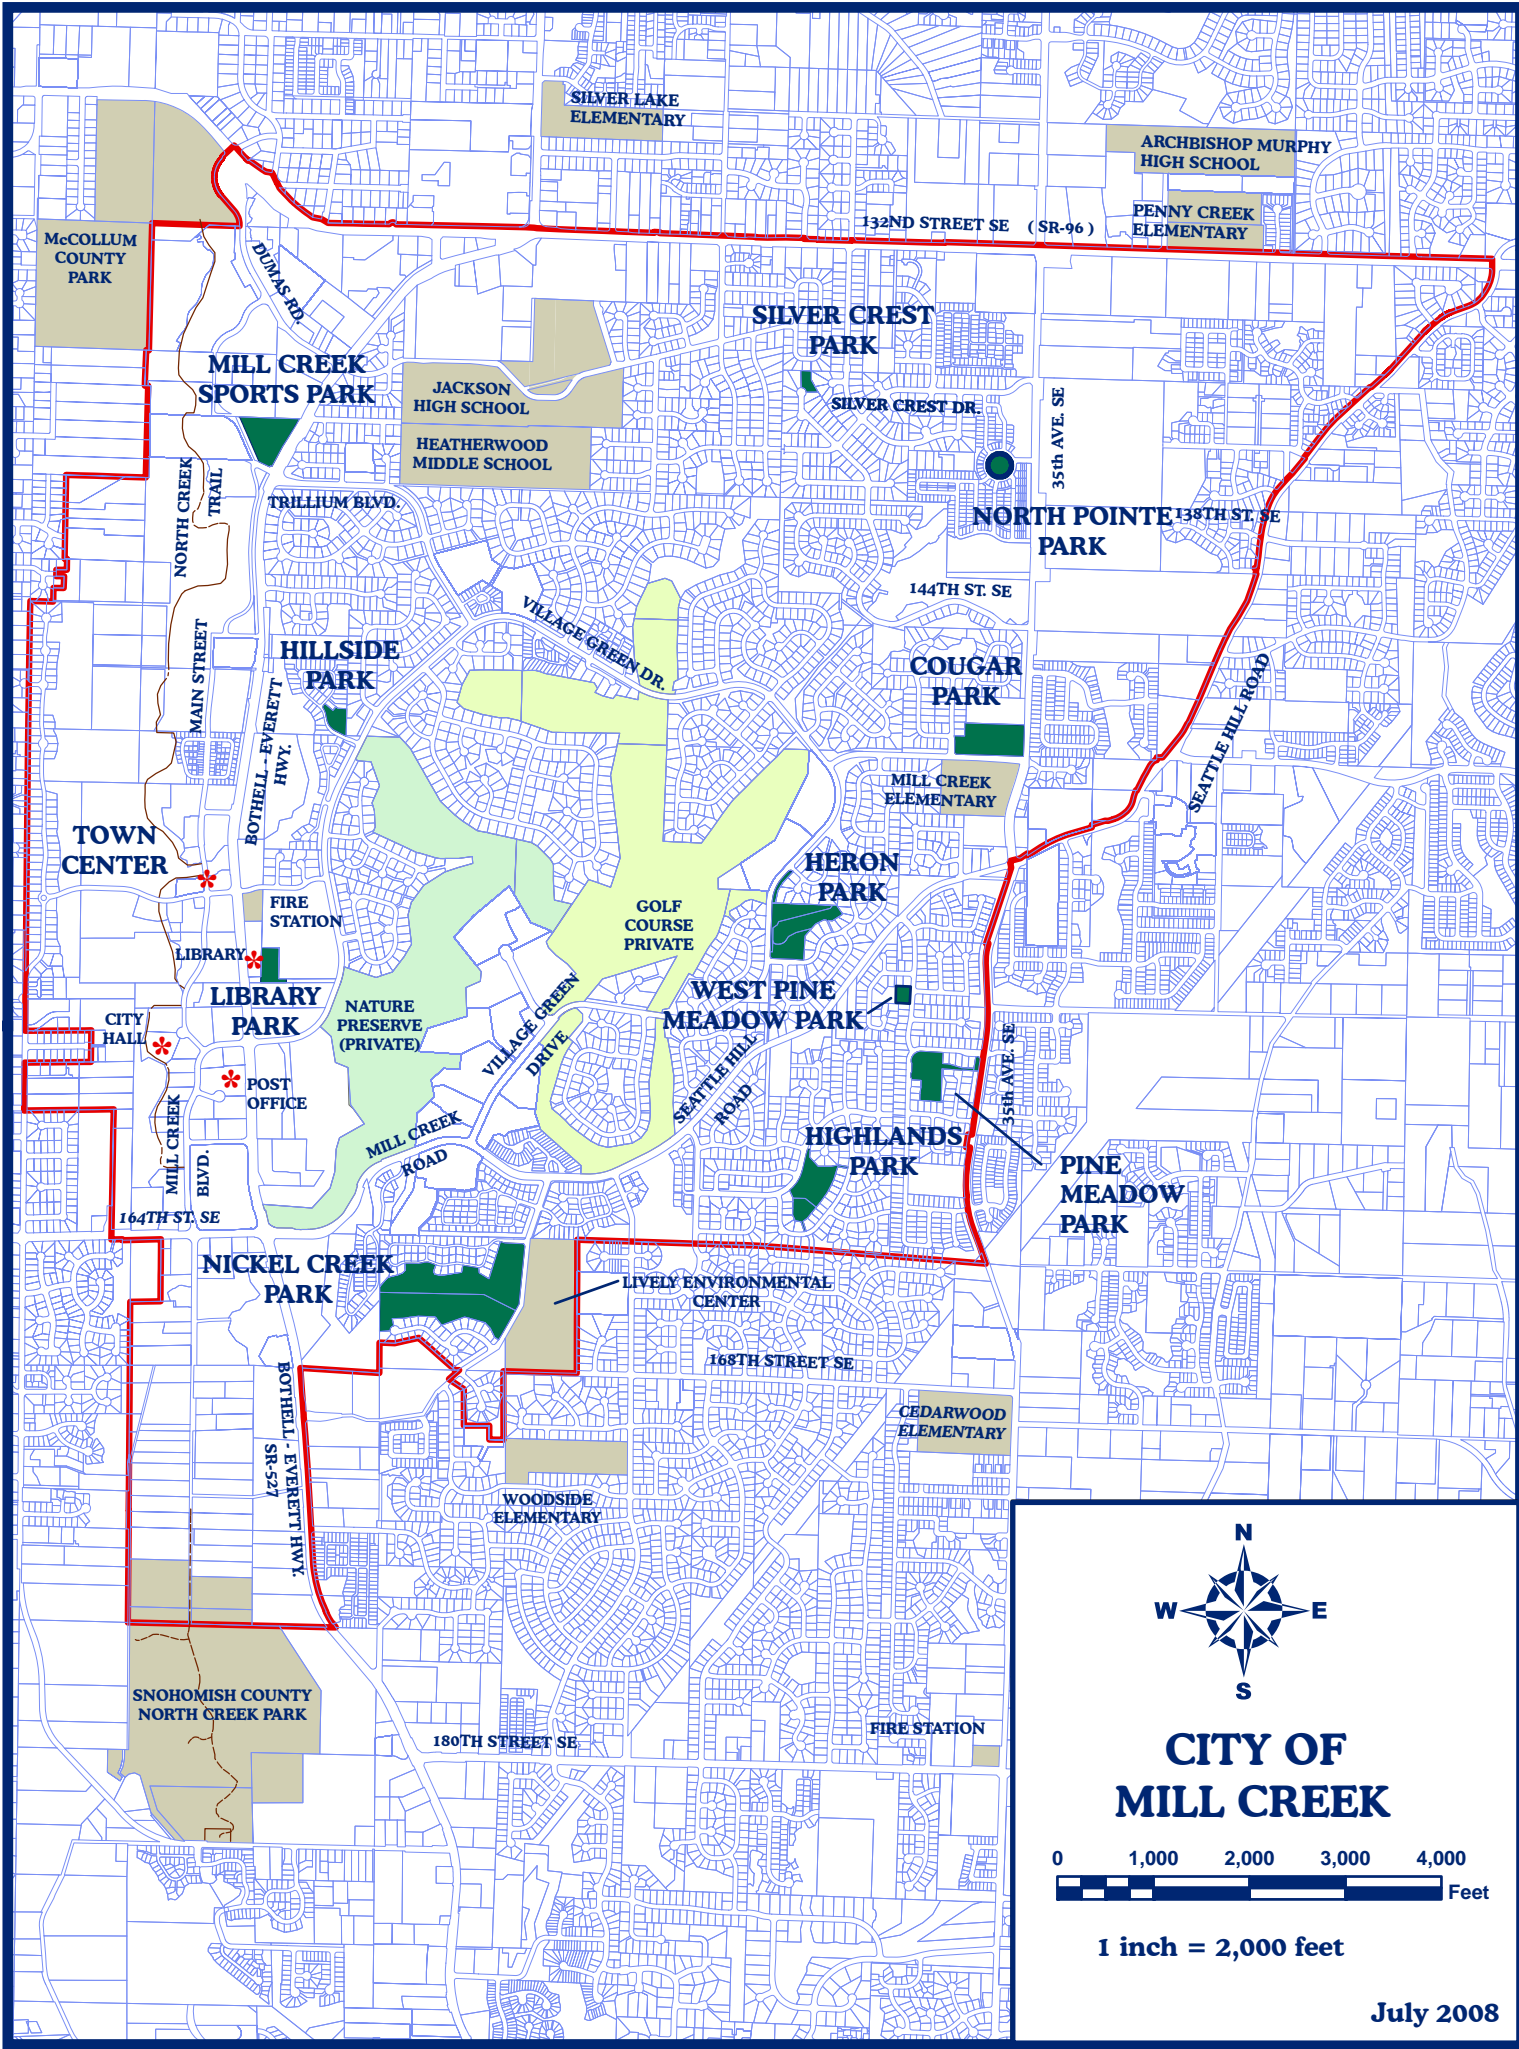 SILVER LAKE
ELEMENTARY
ARCHBISHOP MURPHY
HIGH SCHOOL
PENNY CREEK
ELEMENTARY
132ND STREET SE ( SR-96 )
McCOLLUM
COUNTY
PARK
DUMAS RD.
SILVER CREST
PARK
MILL CREEK
SPORTS PARK
JACKSON
HIGH SCHOOL
SILVER CREST DR.
35th AVE. SE
HEATHERWOOD
MIDDLE SCHOOL
NORTH CREEK
TRAIL
TRILLIUM BLVD.
NORTH POINTE
PARK
138TH ST. SE
144TH ST. SE
VILLAGE GREEN DR.
HILLSIDE
PARK
MAIN STREET
BOTHELL - EVERETT
HWY.
COUGAR
PARK
SEATTLE HILL ROAD
MILL CREEK
ELEMENTARY
TOWN
CENTER
HERON
PARK
FIRE
STATION
GOLF
COURSE
PRIVATE
LIBRARY
LIBRARY
PARK
NATURE
PRESERVE
(PRIVATE)
WEST PINE
MEADOW PARK
CITY
HALL
VILLAGE GREEN
DRIVE
SEATTLE HILL
ROAD
35th AVE. SE
POST
OFFICE
MILL CREEK
BLVD.
MILL CREEK
ROAD
HIGHLANDS
PARK
PINE
MEADOW
PARK
164TH ST. SE
NICKEL CREEK
PARK
LIVELY ENVIRONMENTAL
CENTER
168TH STREET SE
BOTHELL - EVERETT HWY.
SR-527
CEDARWOOD
ELEMENTARY
WOODSIDE
ELEMENTARY
SNOHOMISH COUNTY
NORTH CREEK PARK
180TH STREET SE
FIRE STATION
N
W
E
S
CITY OF
MILL CREEK
0 1,000 2,000 3,000 4,000
Feet
1 inch = 2,000 feet
July 2008